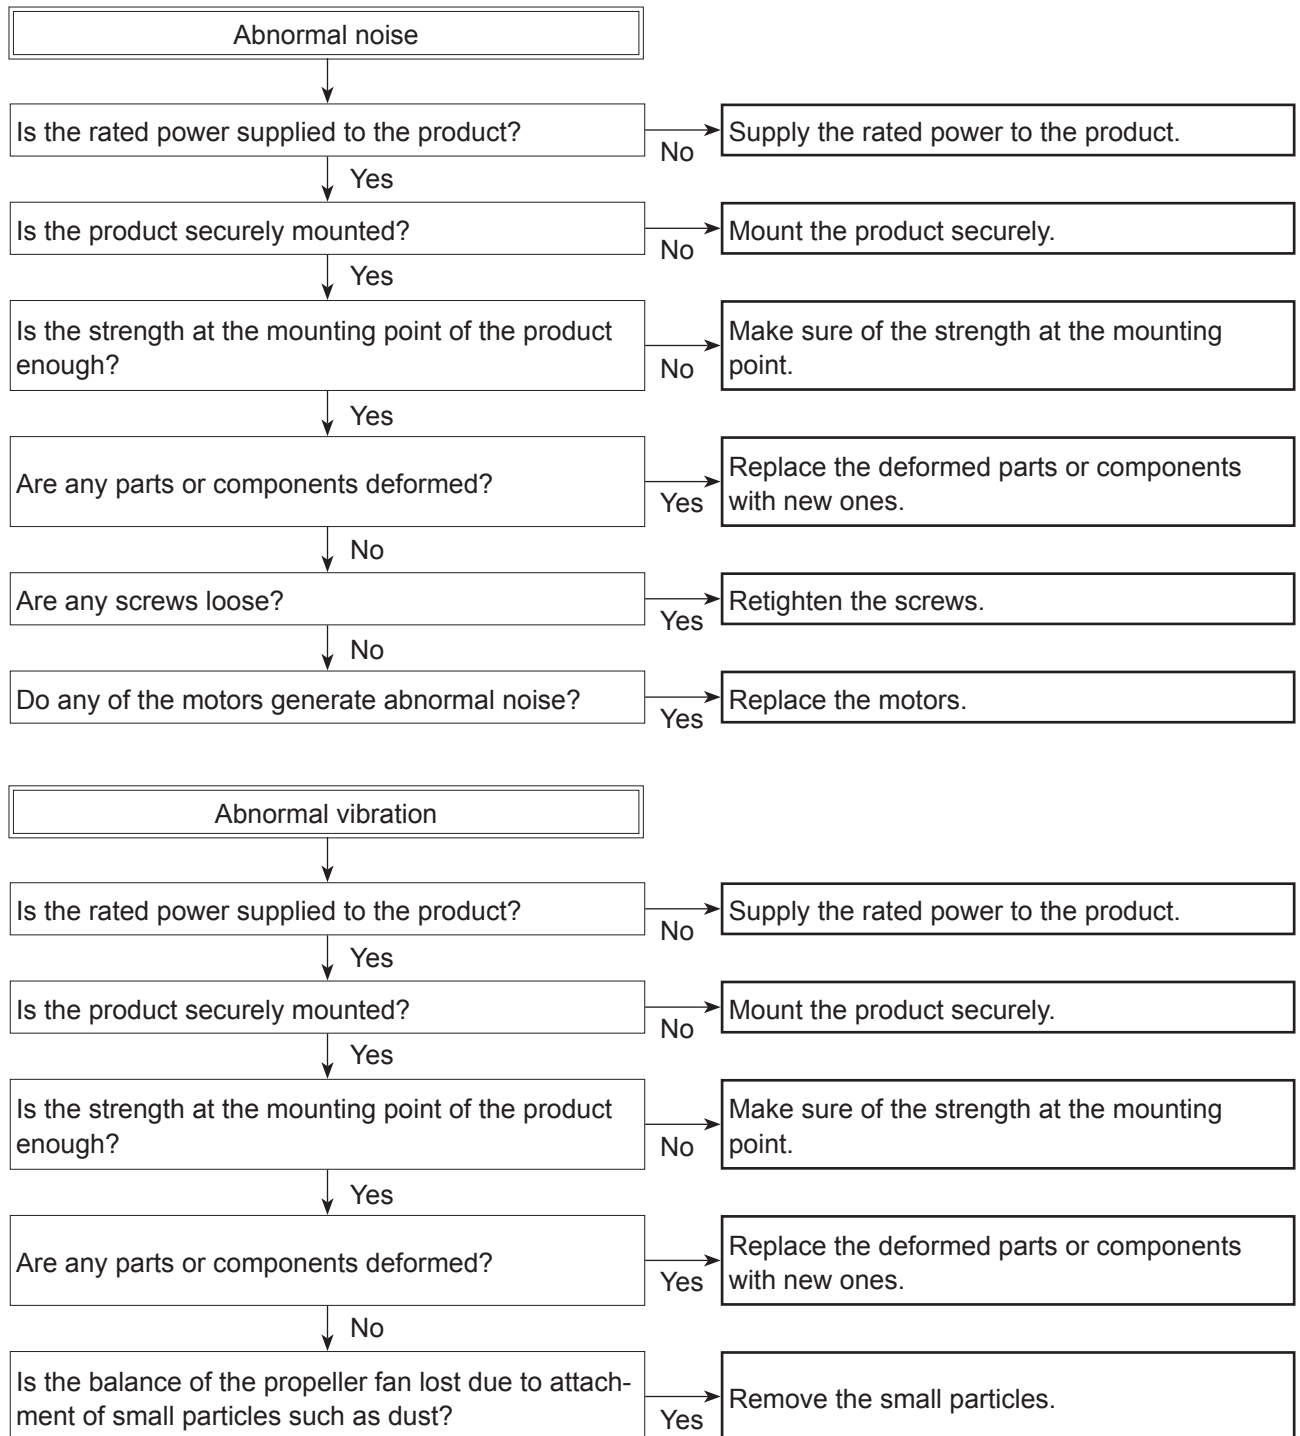 Abnormal noise
Is the rated power supplied to the product?
No
Supply the rated power to the product.
Yes
Is the product securely mounted?
No
Mount the product securely.
Yes
Is the strength at the mounting point of the product
enough?
No
Make sure of the strength at the mounting
point.
Yes
Are any parts or components deformed?
Yes
Replace the deformed parts or components
with new ones.
No
Are any screws loose?
Yes
Retighten the screws.
No
Do any of the motors generate abnormal noise?
Yes
Replace the motors.
Abnormal vibration
Is the rated power supplied to the product?
No
Supply the rated power to the product.
Yes
Is the product securely mounted?
No
Mount the product securely.
Yes
Is the strength at the mounting point of the product
enough?
No
Make sure of the strength at the mounting
point.
Yes
Are any parts or components deformed?
Yes
Replace the deformed parts or components
with new ones.
No
Is the balance of the propeller fan lost due to attach-
ment of small particles such as dust?
Yes
Remove the small particles.